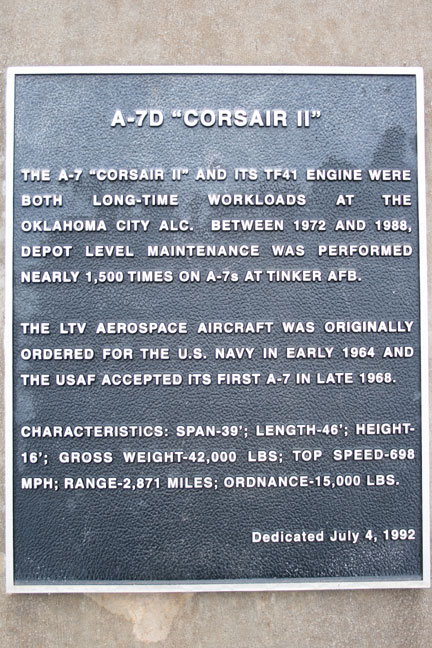 A-7D "CORSAIR II"
THE A-7 "CORSAIR II" AND ITS TF41 ENGINE WERE
BOTH LONG-TIME WORKLOADS AT THE
OKLAHOMA CITY ALC. BETWEEN 1972 AND 1988,
DEPOT LEVEL MAINTENANCE WAS PERFORMED
NEARLY 1,500 TIMES ON A-7s AT TINKER AFB.
THE LTV AEROSPACE AIRCRAFT WAS ORIGINALLY
ORDERED FOR THE U.S. NAVY IN EARLY 1964 AND
THE USAF ACCEPTED ITS FIRST A-7 IN LATE 1968.
CHARACTERISTICS: SPAN-39'; LENGTH-46'; HEIGHT-
16'; GROSS WEIGHT-42,000 LBS; TOP SPEED-698
MPH; RANGE-2,871 MILES; ORDNANCE-15,000 LBS.
Dedicated July 4, 1992